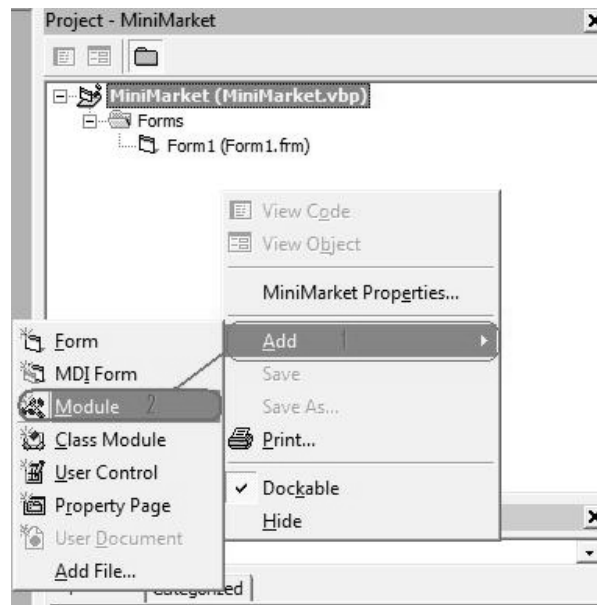 Project - MiniMarket
MiniMarket (MiniMarket.vbp)
Forms
Form1 (Form1.frm)
View Code
View Object
MiniMarket Properties...
Add 1
Save
Save As...
Print...
Dockable
Hide
Form
MDI Form
Module 2
Class Module
User Control
Property Page
User Document
Add File...
Categorized